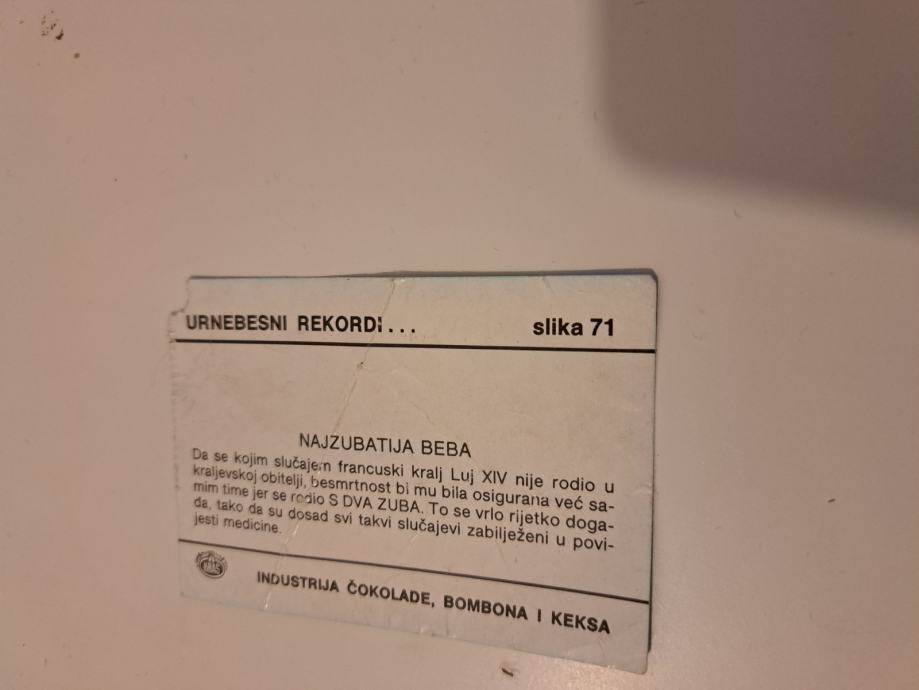 URNEBESNI REKORDI... slika 71
NAJZUBATIJA BEBA
Da se kojim slučajem francuski kralj Luj XIV nije rodio u
kraljevskoj obitelji, besmrtnost bi mu bila osigurana već sa-
mim time jer se rodio S DVA ZUBA. To se vrlo rijetko doga-
da, tako da su dosad svi takvi slučajevi zabilježeni u povi-
jesti medicine.
INDUSTRIJA ČOKOLADE, BOMBONA I KEKSA